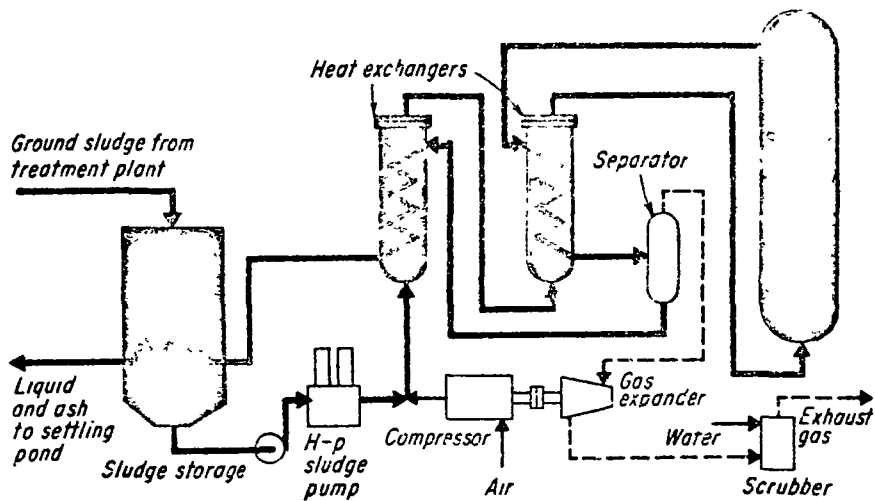 Heat exchangers
Ground sludge from
treatment plant
Separator
Liquid
and ash
to settling
pond
Sludge storage
H-p
sludge
pump
Compressor
Air
Gas
expander
Water
Exhaust
gas
Scrubber